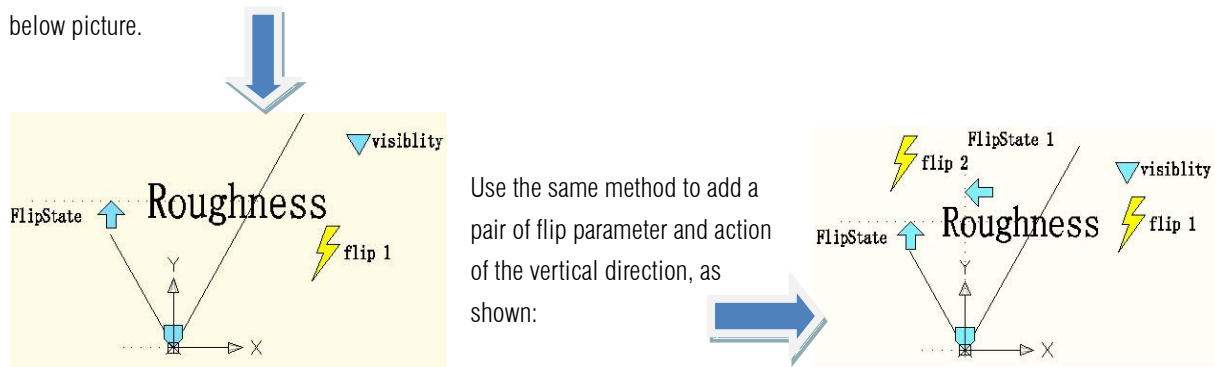 below picture.
visiblity
Roughness
FlipState
flip 1
Y
X
Use the same method to add a
pair of flip parameter and action
of the vertical direction, as
shown:
FlipState 1
flip 2
visiblity
Roughness
flip 1
FlipState
Y
X